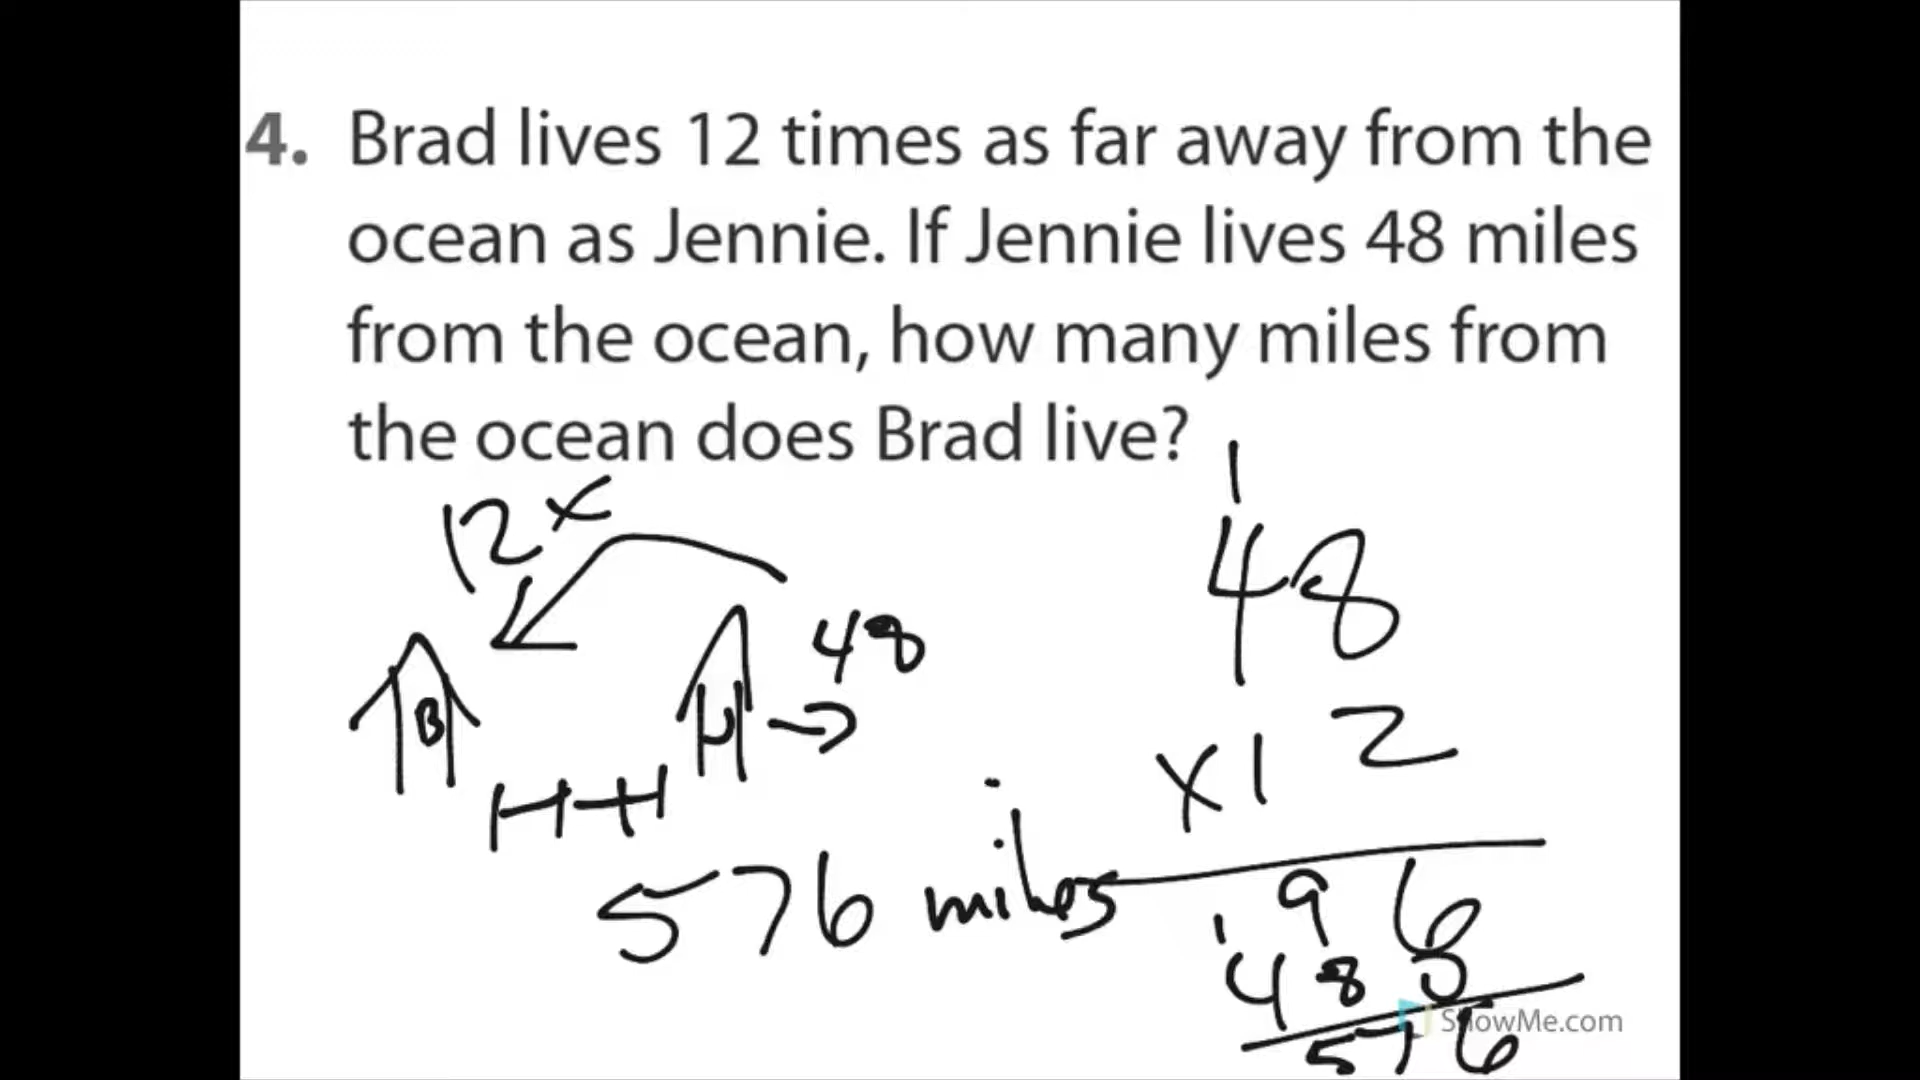 4. Brad lives 12 times as far away from the
ocean as Jennie. If Jennie lives 48 miles
from the ocean, how many miles from
the ocean does Brad live?
12x
B
J
48
576 miles
1
48
x12
96
1
480
576
ShowMe.com